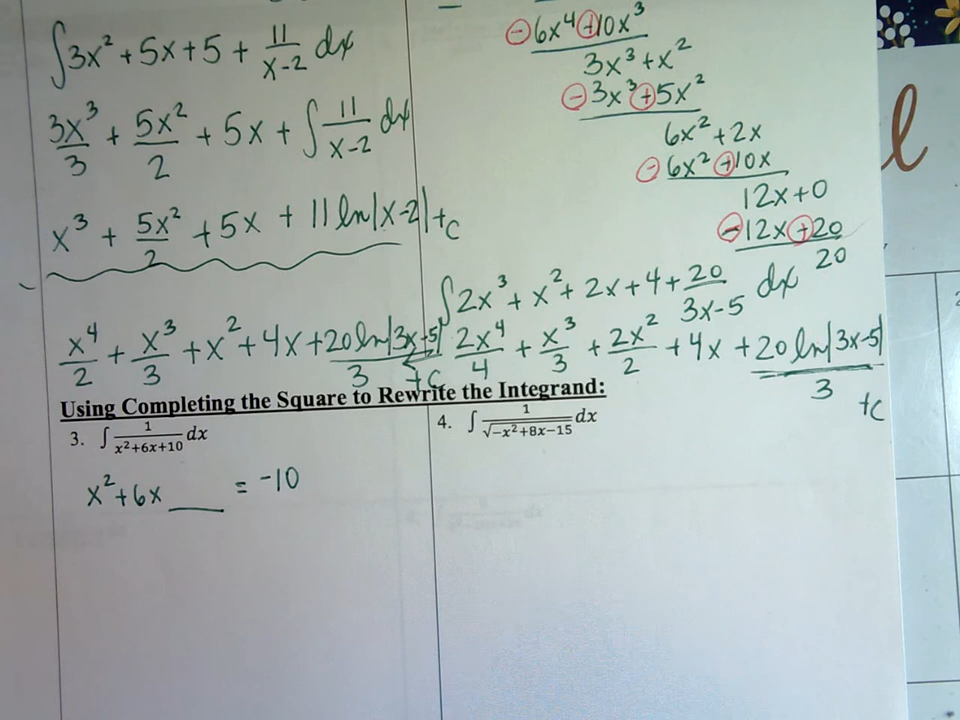 ∫3x² + 5x + 5 + 11/(x-2) dx
3x³/3 + 5x²/2 + 5x + ∫ 11/(x-2) dx
x³ + 5x²/2 + 5x + 11 ln|x-2| + c
x⁴/2 + x³/3 + x² + 4x + 20 ln|3x-5|/3 + c
-6x⁴ + 10x³
3x³ + x²
-3x³ + 5x²
6x² + 2x
-6x² + 10x
12x + 0
-12x + 20
20
∫2x³ + x² + 2x + 4 + 20/(3x-5) dx
2x⁴/4 + x³/3 + 2x²/2 + 4x + 20 ln|3x-5|/3 + c
Using Completing the Square to Rewrite the Integrand:
3. ∫ 1/(x²+6x+10) dx
x² + 6x ___ = -10
4. ∫ 1/√(-x²+8x-15) dx
l